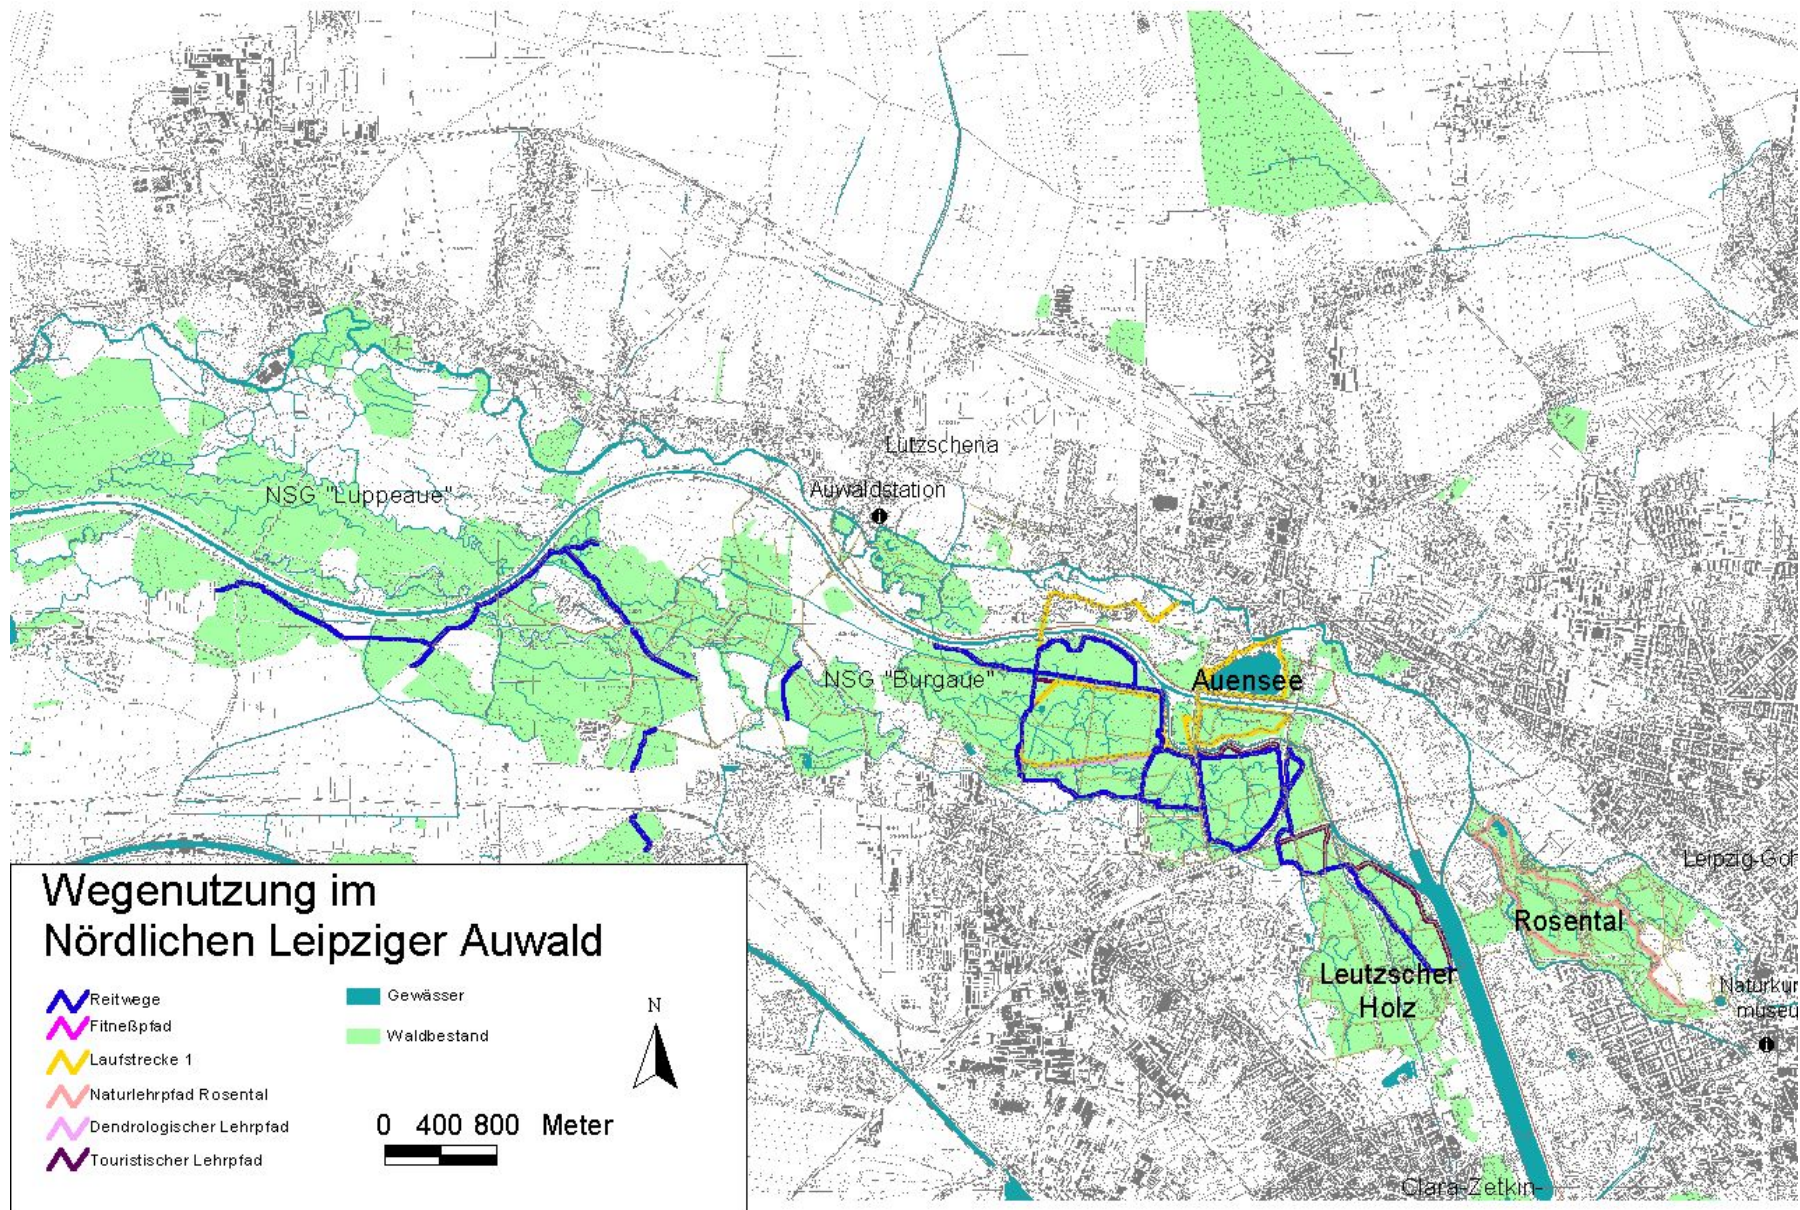 Lützschena
Auwaldstation
i
NSG "Luppeaue"
NSG "Burgaue"
Auensee
Leipzig-Goh
Rosental
Leutzscher
Holz
Naturkun
museu
i
Clara-Zetkin-
Wegenutzung im
Nördlichen Leipziger Auwald
Reitwege
Fitneßpfad
Laufstrecke 1
Naturlehrpfad Rosental
Dendrologischer Lehrpfad
Touristischer Lehrpfad
Gewässer
Waldbestand
N
0 400 800 Meter